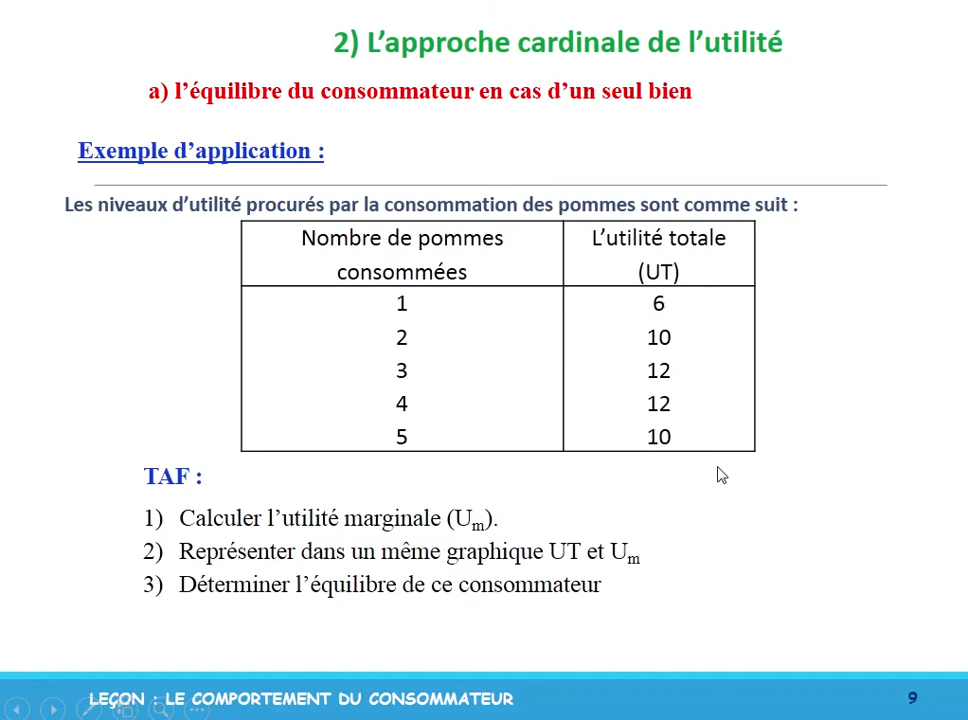 2) L’approche cardinale de l’utilité
a) l’équilibre du consommateur en cas d’un seul bien
Exemple d’application :
Les niveaux d’utilité procurés par la consommation des pommes sont comme suit :
Nombre de pommes consommées | L’utilité totale (UT)
1 | 6
2 | 10
3 | 12
4 | 12
5 | 10
TAF :
1) Calculer l’utilité marginale (Um).
2) Représenter dans un même graphique UT et Um
3) Déterminer l’équilibre de ce consommateur
LEÇON : LE COMPORTEMENT DU CONSOMMATEUR 9